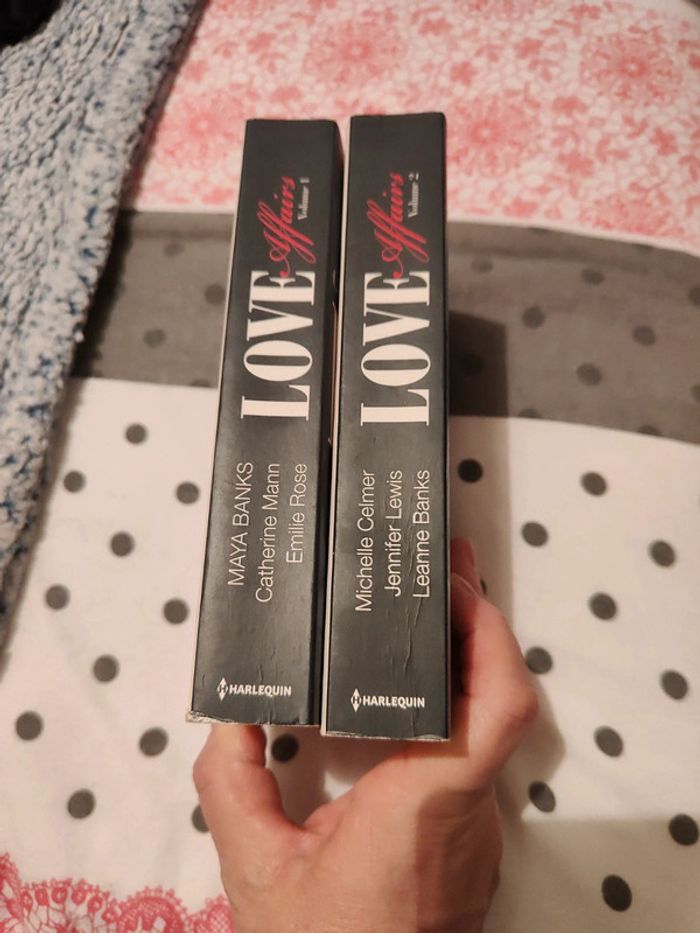 LOVE Affairs
Volume 1
MAYA BANKS
Catherine Mann
Emilie Rose
HARLEQUIN
LOVE Affairs
Volume 2
Michelle Celmer
Jennifer Lewis
Leanne Banks
HARLEQUIN